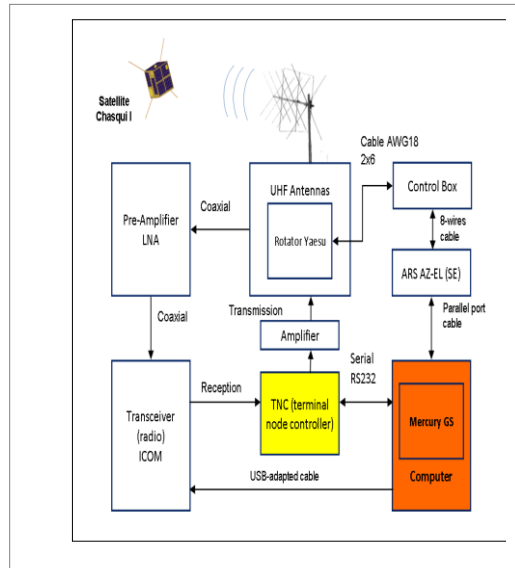 Satellite
Chasqui I
Cable AWG18
2x6
UHF Antennas
Rotator Yaesu
Control Box
Coaxial
Pre-Amplifier
LNA
8-wires
cable
ARS AZ-EL (SE)
Parallel port
cable
Coaxial
Transmission
Amplifier
Serial
RS232
Reception
Transceiver
(radio)
ICOM
TNC (terminal
node controller)
Mercury GS
Computer
USB-adapted cable